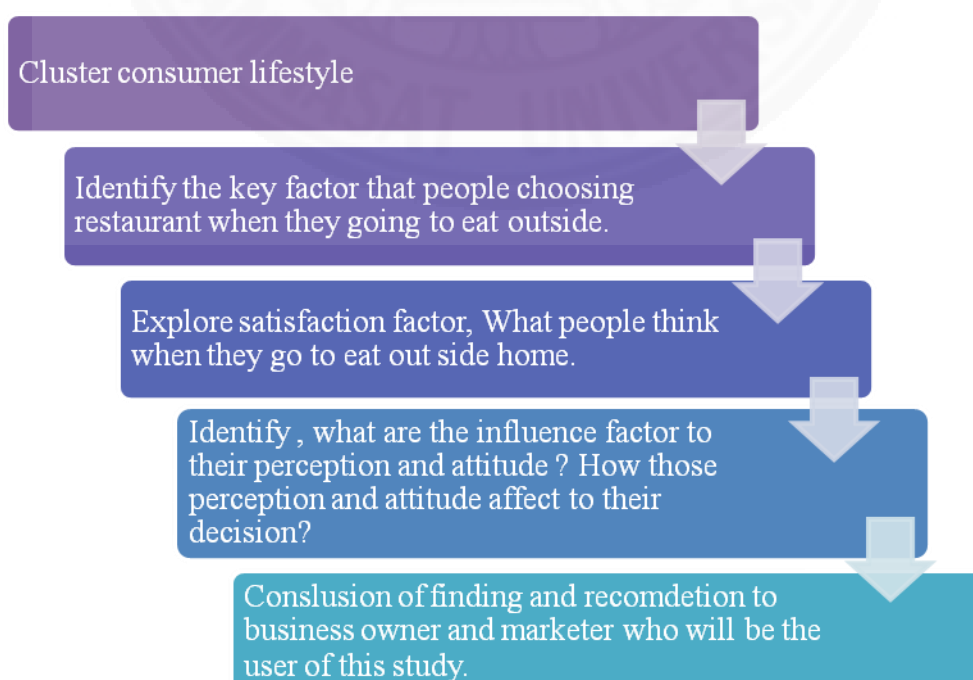 Cluster consumer lifestyle
Identify the key factor that people choosing
restaurant when they going to eat outside.
Explore satisfaction factor, What people think
when they go to eat out side home.
Identify , what are the influence factor to
their perception and attitude ? How those
perception and attitude affect to their
decision?
Conslusion of finding and recomdetion to
business owner and marketer who will be the
user of this study.